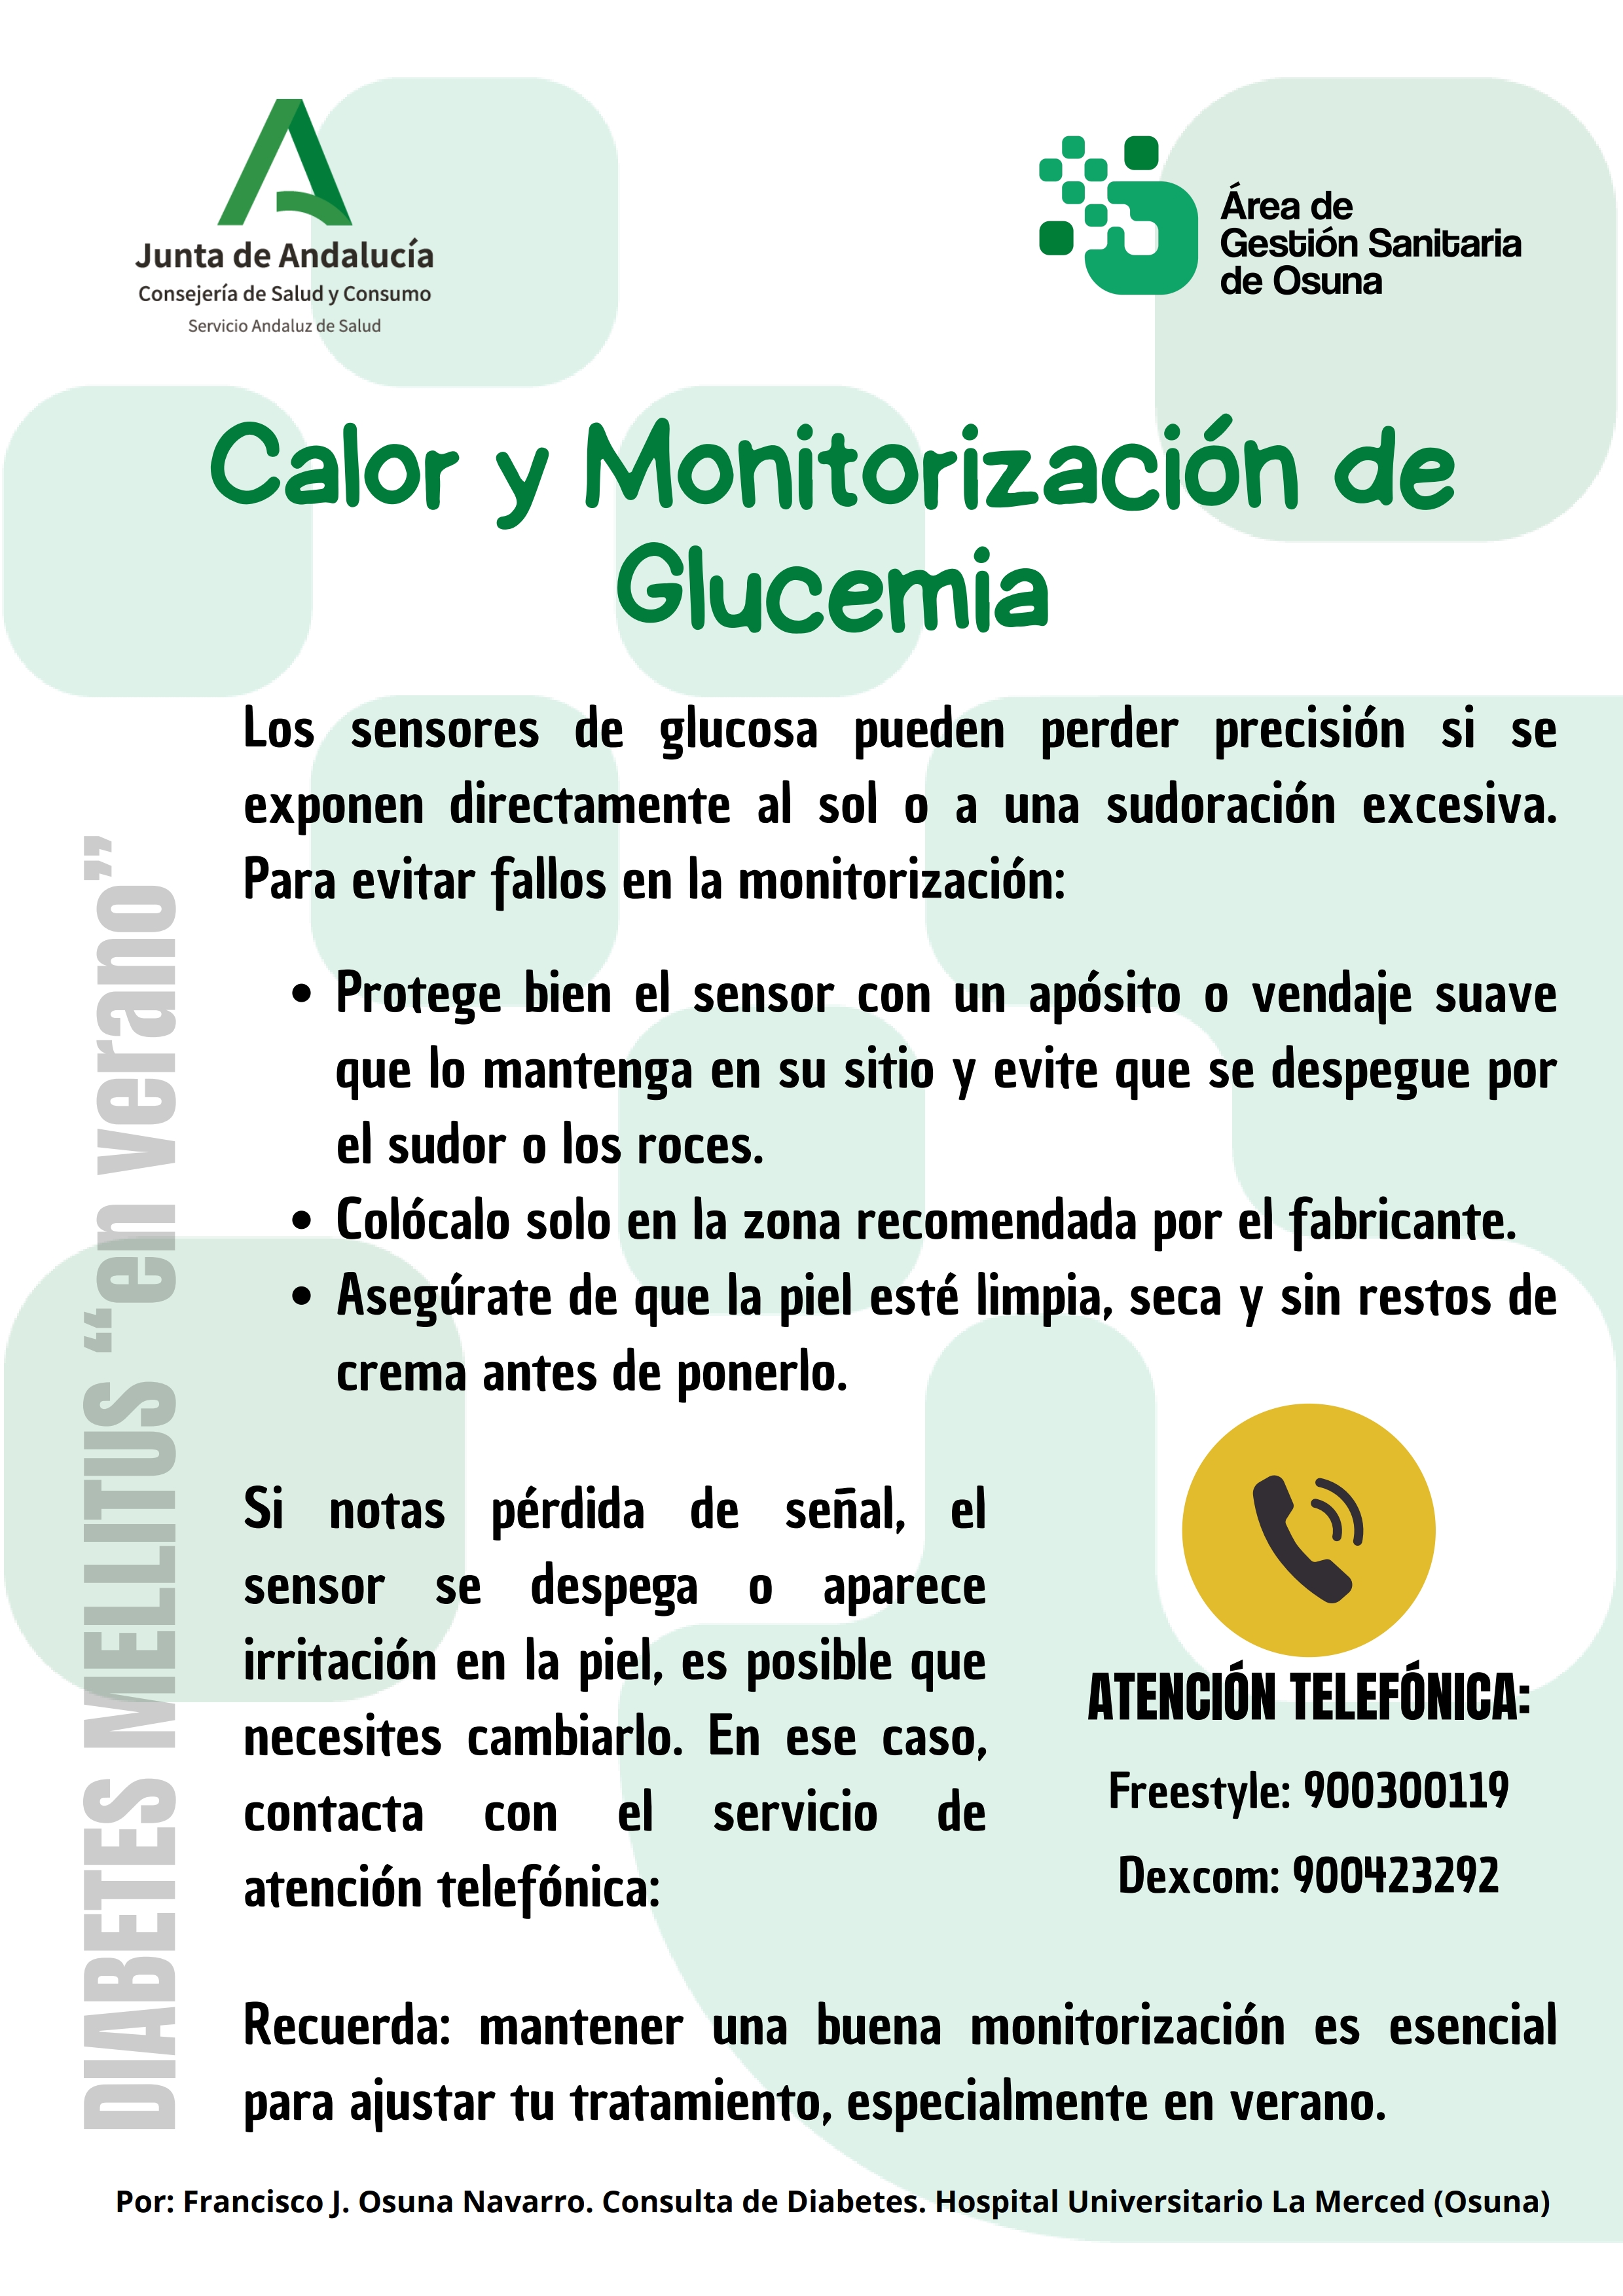 Junta de Andalucía
Consejería de Salud y Consumo
Servicio Andaluz de Salud
Área de
Gestión Sanitaria
de Osuna
Calor y Monitorización de
Glucemia
Los sensores de glucosa pueden perder precisión si se
exponen directamente al sol o a una sudoración excesiva.
Para evitar fallos en la monitorización:
• Protege bien el sensor con un apósito o vendaje suave
que lo mantenga en su sitio y evite que se despegue por
el sudor o los roces.
• Colócalo solo en la zona recomendada por el fabricante.
• Asegúrate de que la piel esté limpia, seca y sin restos de
crema antes de ponerlo.
Si notas pérdida de señal, el
sensor se despega o aparece
irritación en la piel, es posible que
necesites cambiarlo. En ese caso,
contacta con el servicio de
atención telefónica:
ATENCIÓN TELEFÓNICA:
Freestyle: 900300119
Dexcom: 900423292
Recuerda: mantener una buena monitorización es esencial
para ajustar tu tratamiento, especialmente en verano.
DIABETES MELLITUS “en verano”
Por: Francisco J. Osuna Navarro. Consulta de Diabetes. Hospital Universitario La Merced (Osuna)